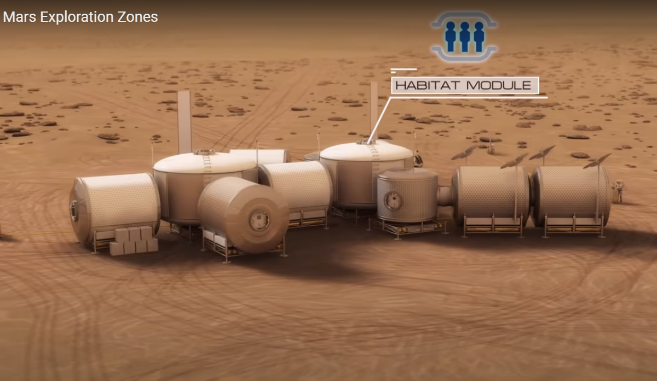 Mars Exploration Zones
HABITAT MODULE